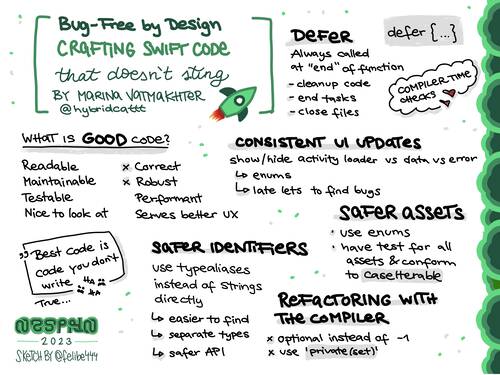 Bug-Free by Design
CRAFTING SWIFT CODE
that doesn't sting
BY MARINA VATMAKHTER
@hybridcattt
DEFER
Always called
at "end" of function
- cleanup code
- end tasks
- close files
defer {...}
COMPILER TIME
CHECKS
WHAT IS GOOD CODE?
Readable
Maintainable
Testable
Nice to look at
x Correct
x Robust
Performant
Serves better UX
CONSISTENT UI UPDATES
show/hide activity loader vs data vs error
↳ enums
↳ late lets to find bugs
SAFER ASSETS
• use enums
• have test for all
assets & conform
to CaseIterable
"Best code is
code you don't
write HA HA HA
True...
SAFER IDENTIFIERS
use typealiases
instead of strings
directly
↳ easier to find
↳ separate types
↳ safer API
REFACTORING WITH
THE COMPILER
x optional instead of -1
x use 'private(set)'
NSSPAIN
2023
SKETCH BY @felibe444